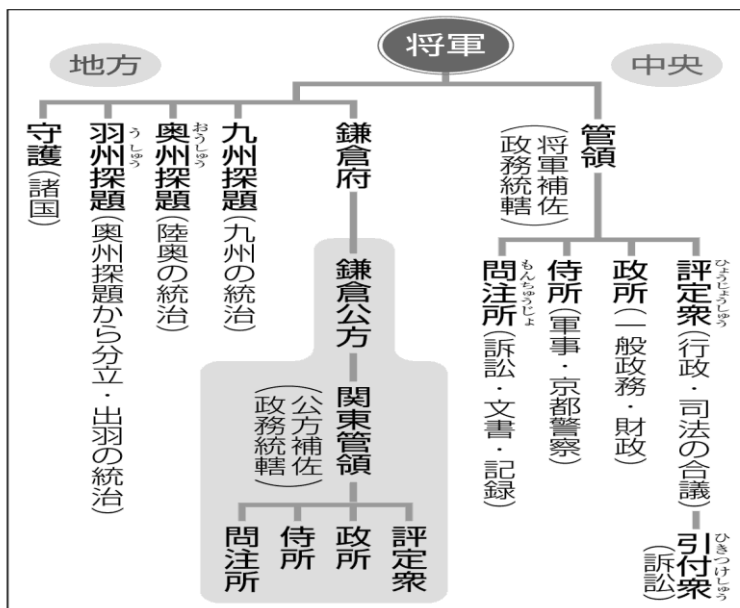 将軍
中央
管領
(将軍補佐
政務統轄)
評定衆(行政・司法の合議)
ひょうじょうしゅう
引付衆
ひきつけしゅう
(訴訟)
政所(一般政務・財政)
侍所(軍事・京都警察)
問注所(訴訟・文書・記録)
もんちゅうじょ
地方
鎌倉府
鎌倉公方
関東管領
(公方補佐
政務統轄)
評定衆
政所
侍所
問注所
九州探題(九州の統治)
奥州探題(陸奥の統治)
おうしゅう
羽州探題(奥州探題から分立・出羽の統治)
うしゅう
守護(諸国)